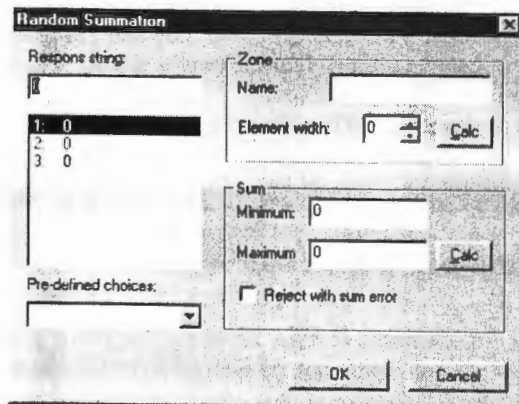 Random Summation
Respons string:
0
1: 0
2: 0
3: 0
Pre-defined choices:
Zone
Name:
Element width: 0 Calc
Sum
Minimum: 0
Maximum 0 Calc
Reject with sum error
OK Cancel